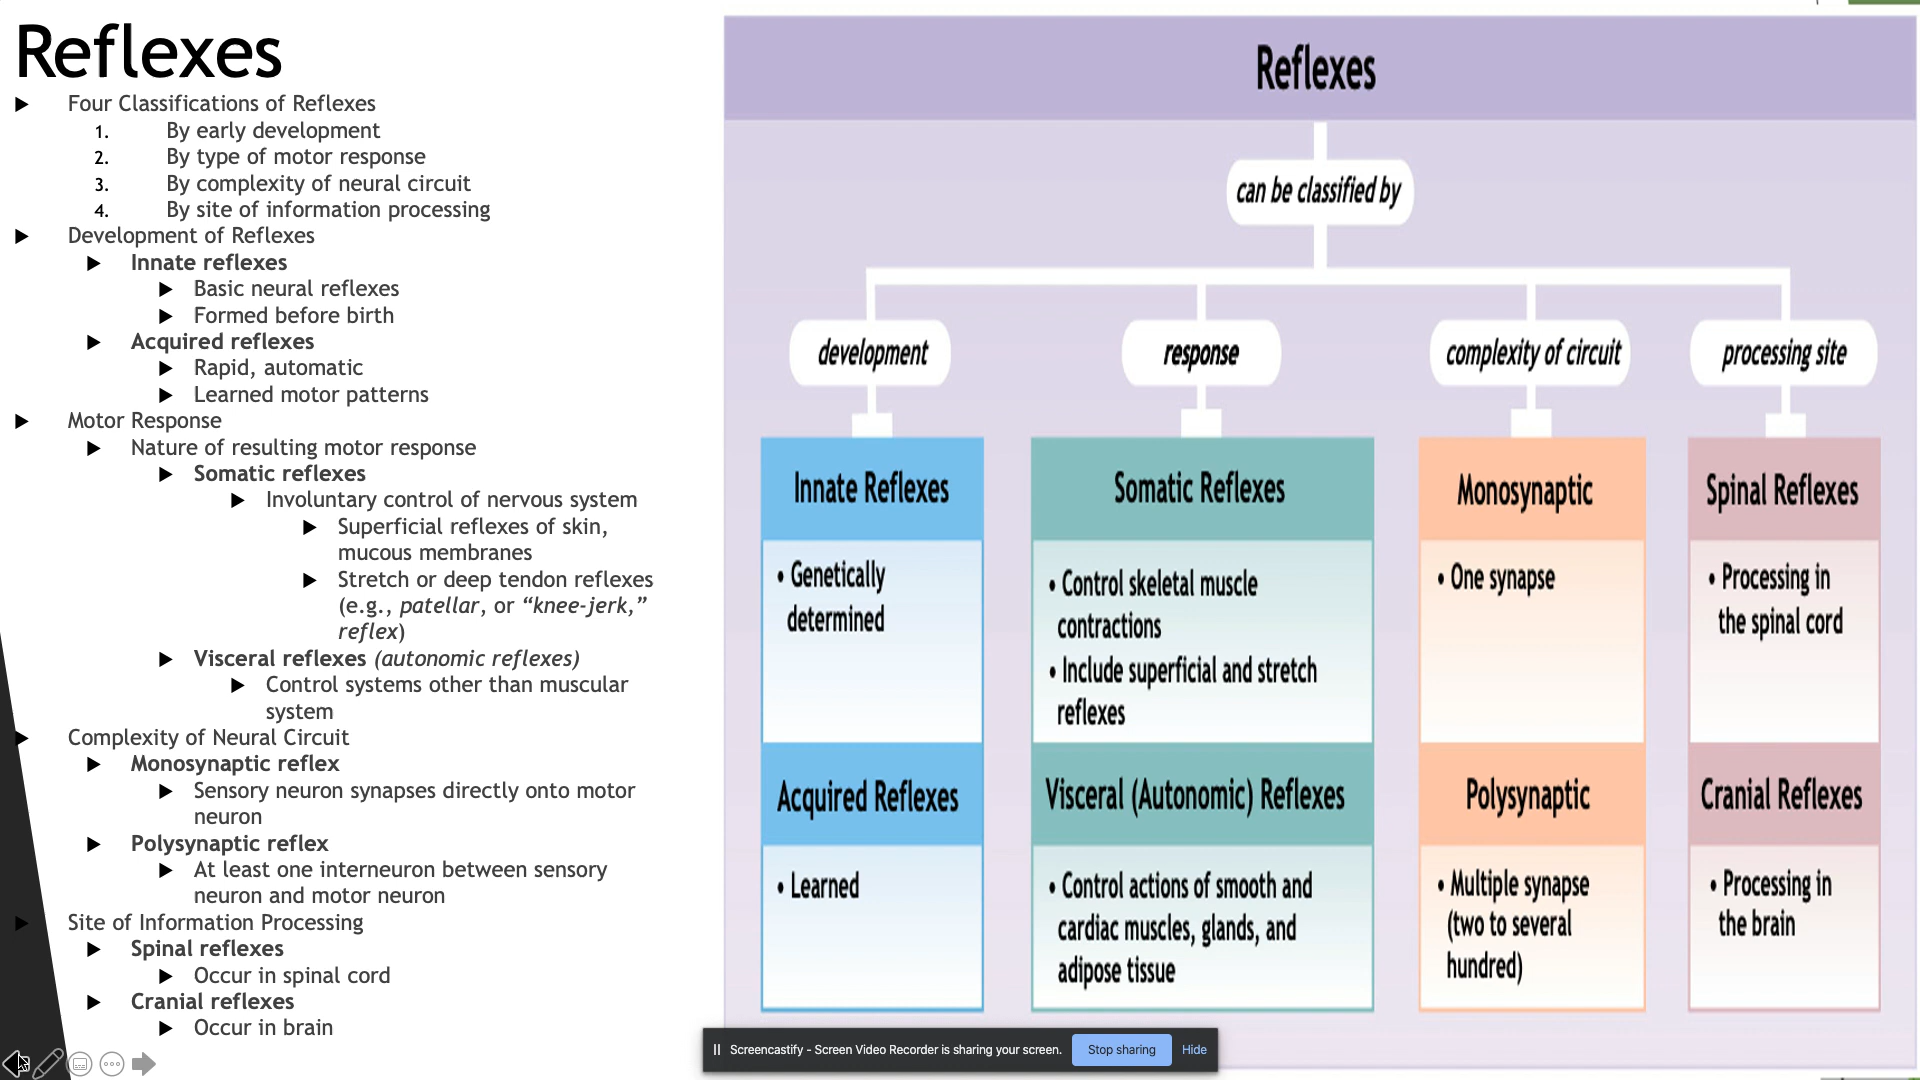 Reflexes
Four Classifications of Reflexes
1. By early development
2. By type of motor response
3. By complexity of neural circuit
4. By site of information processing
Development of Reflexes
Innate reflexes
Basic neural reflexes
Formed before birth
Acquired reflexes
Rapid, automatic
Learned motor patterns
Motor Response
Nature of resulting motor response
Somatic reflexes
Involuntary control of nervous system
Superficial reflexes of skin,
mucous membranes
Stretch or deep tendon reflexes
(e.g., patellar, or “knee-jerk,”
reflex)
Visceral reflexes (autonomic reflexes)
Control systems other than muscular
system
Complexity of Neural Circuit
Monosynaptic reflex
Sensory neuron synapses directly onto motor
neuron
Polysynaptic reflex
At least one interneuron between sensory
neuron and motor neuron
Site of Information Processing
Spinal reflexes
Occur in spinal cord
Cranial reflexes
Occur in brain
Reflexes
can be classified by
development
response
complexity of circuit
processing site
Innate Reflexes
• Genetically
determined
Acquired Reflexes
• Learned
Somatic Reflexes
• Control skeletal muscle
contractions
• Include superficial and stretch
reflexes
Visceral (Autonomic) Reflexes
• Control actions of smooth and
cardiac muscles, glands, and
adipose tissue
Monosynaptic
• One synapse
Polysynaptic
• Multiple synapse
(two to several
hundred)
Spinal Reflexes
• Processing in
the spinal cord
Cranial Reflexes
• Processing in
the brain
Screencastify - Screen Video Recorder is sharing your screen.
Stop sharing
Hide